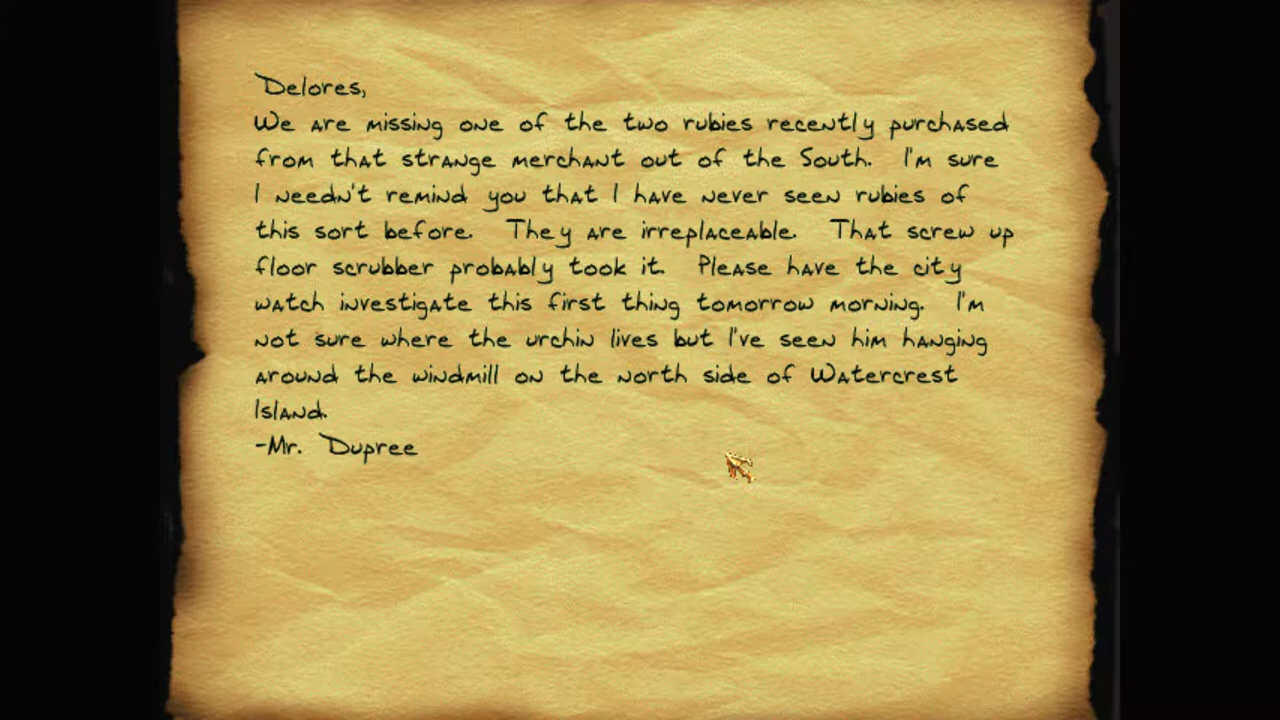 Delores,
We are missing one of the two rubies recently purchased
from that strange merchant out of the South. I'm sure
I needn't remind you that I have never seen rubies of
this sort before. They are irreplaceable. That screw up
floor scrubber probably took it. Please have the city
watch investigate this first thing tomorrow morning. I'm
not sure where the urchin lives but I've seen him hanging
around the windmill on the north side of Watercrest
Island.
-Mr. Dupree